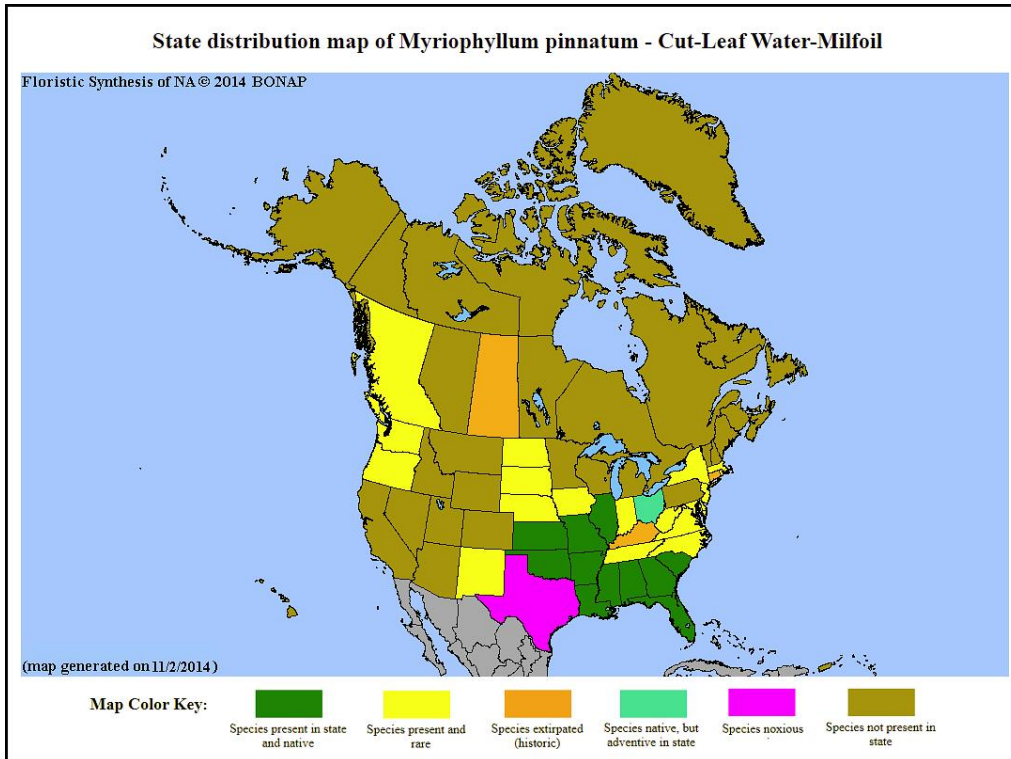 State distribution map of Myriophyllum pinnatum - Cut-Leaf Water-Milfoil
Floristic Synthesis of NA © 2014 BONAP
(map generated on 11/2/2014)
Map Color Key:
Species present in state
and native
Species present and
rare
Species extirpated
(historic)
Species native, but
adventive in state
Species noxious
Species not present in
state